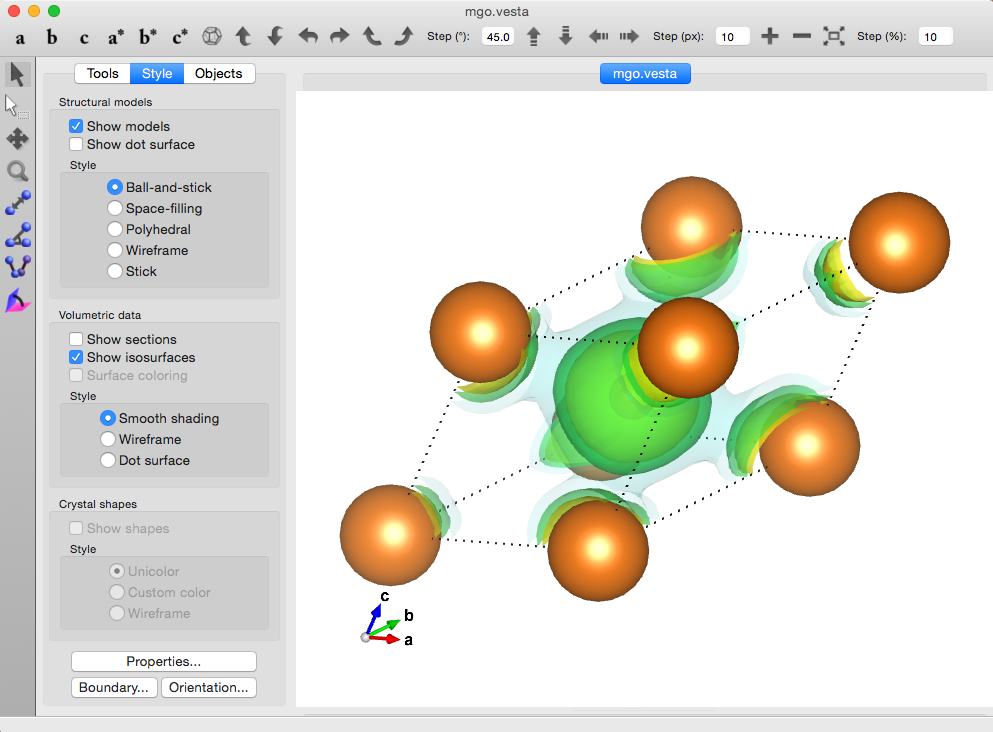 mgo.vesta
a b c a* b* c* Step (°): 45.0 Step (px): 10 Step (%): 10
Tools Style Objects
mgo.vesta
Structural models
Show models
Show dot surface
Style
Ball-and-stick
Space-filling
Polyhedral
Wireframe
Stick
Volumetric data
Show sections
Show isosurfaces
Surface coloring
Style
Smooth shading
Wireframe
Dot surface
Crystal shapes
Show shapes
Style
Unicolor
Custom color
Wireframe
Properties...
Boundary... Orientation...
c
b
a